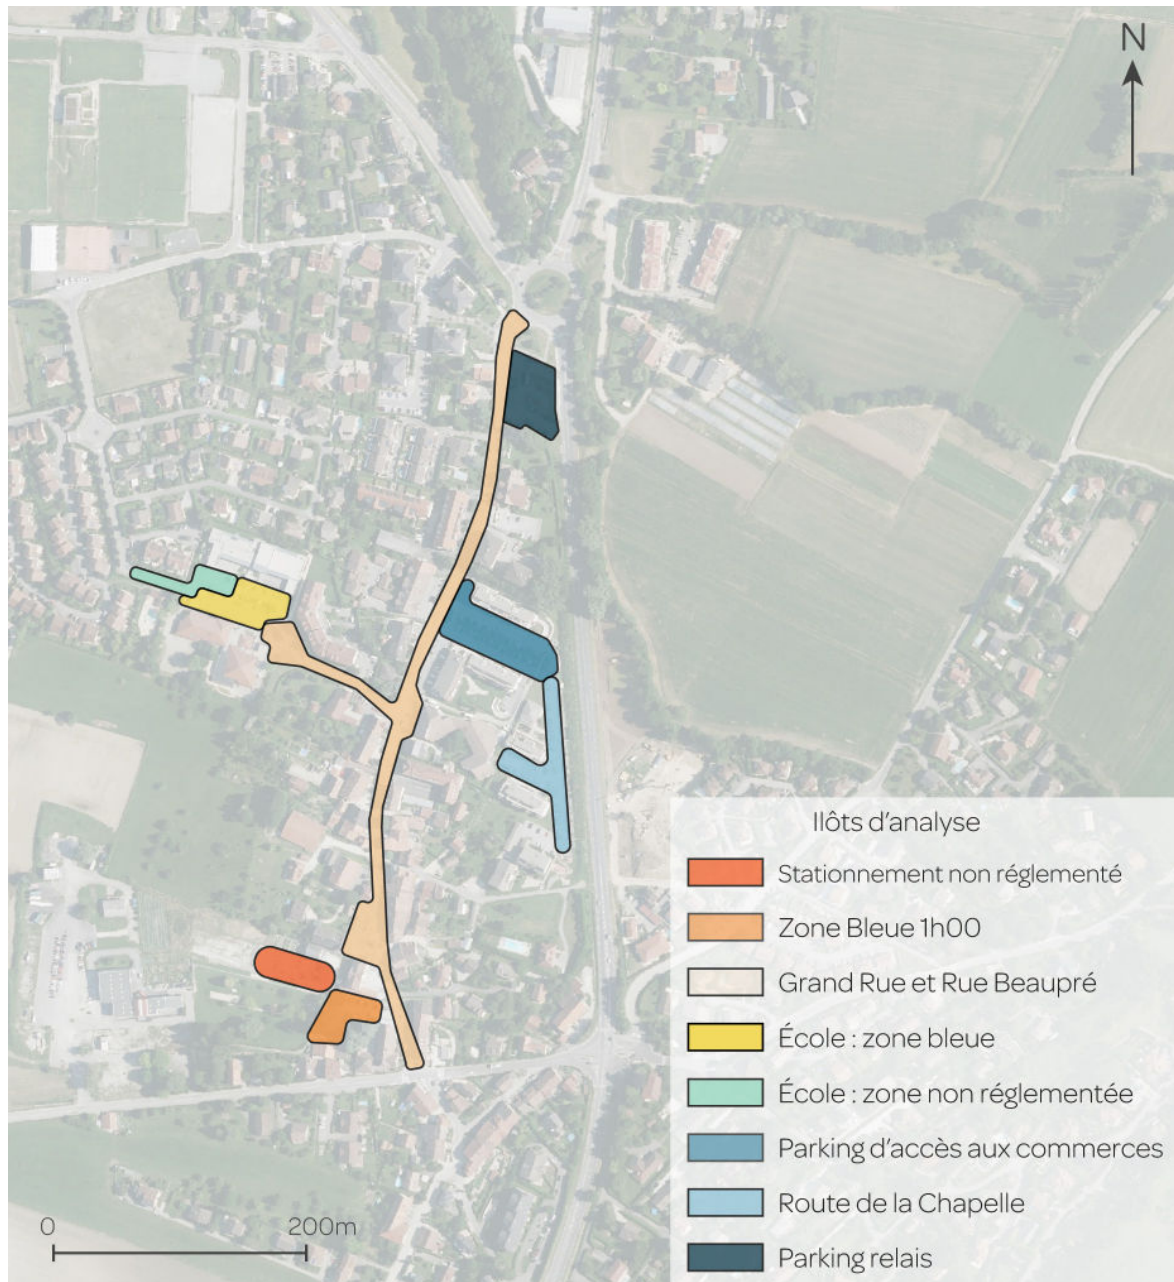 N
Ilôts d'analyse
Stationnement non réglementé
Zone Bleue 1h00
Grand Rue et Rue Beaupré
École : zone bleue
École : zone non réglementée
Parking d'accès aux commerces
Route de la Chapelle
Parking relais
0 200m